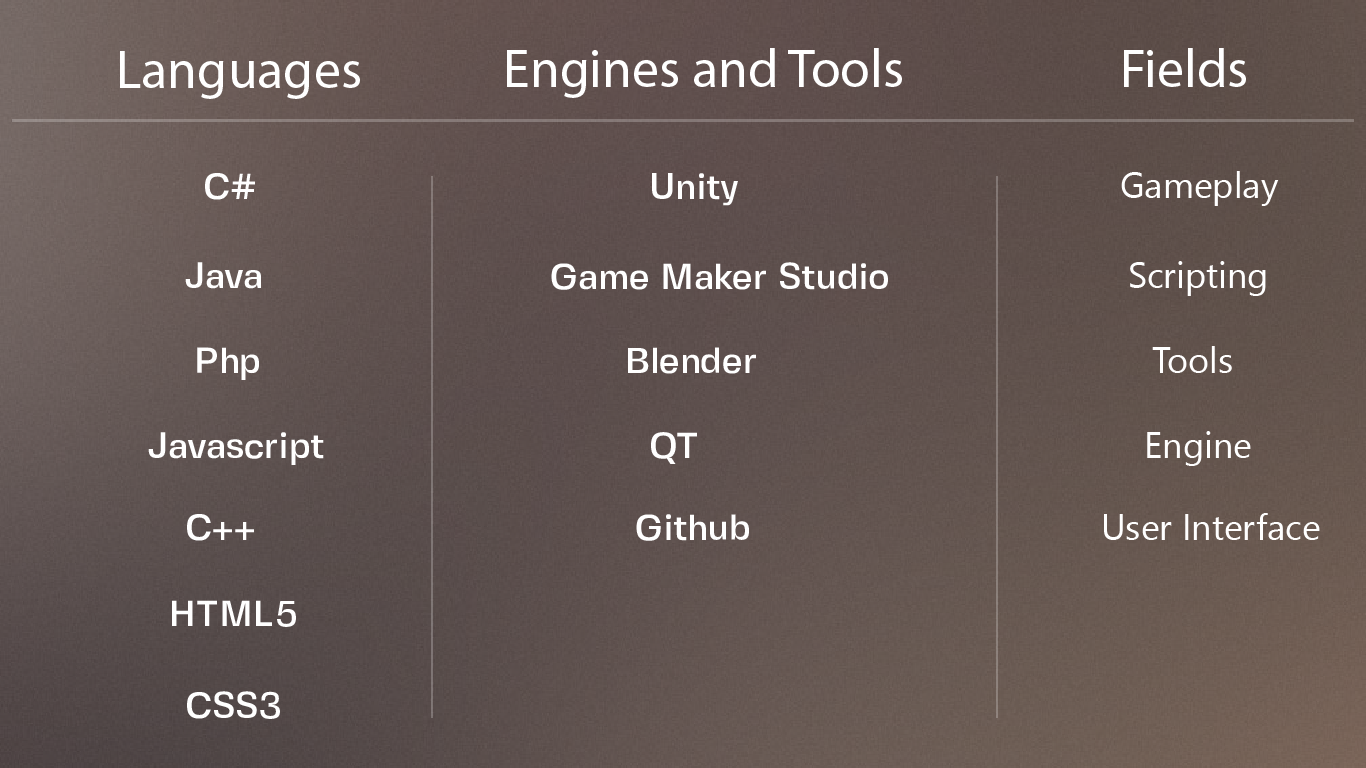 Languages Engines and Tools Fields
C# Unity Gameplay
Java Game Maker Studio Scripting
Php Blender Tools
Javascript QT Engine
C++ Github User Interface
HTML5
CSS3